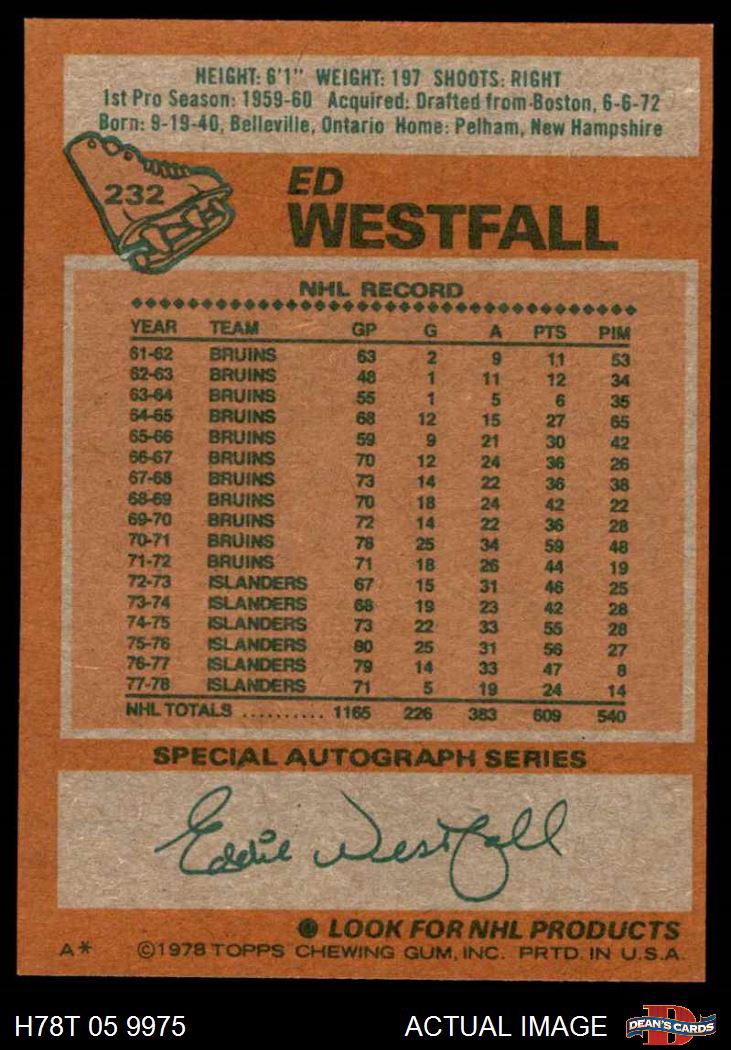 HEIGHT: 6'1" WEIGHT: 197 SHOOTS: RIGHT
1st Pro Season: 1959-60 Acquired: Drafted from Boston, 6-6-72
Born: 9-19-40, Belleville, Ontario Home: Pelham, New Hampshire
232
ED
WESTFALL
NHL RECORD
YEAR TEAM GP G A PTS PIM
61-62 BRUINS 63 2 9 11 53
62-63 BRUINS 48 1 11 12 34
63-64 BRUINS 55 1 5 6 35
64-65 BRUINS 68 12 15 27 65
65-66 BRUINS 59 9 21 30 42
66-67 BRUINS 70 12 24 36 26
67-68 BRUINS 73 14 22 36 38
68-69 BRUINS 70 18 24 42 22
69-70 BRUINS 72 14 22 36 28
70-71 BRUINS 78 25 34 59 48
71-72 BRUINS 71 18 26 44 19
72-73 ISLANDERS 67 15 31 46 25
73-74 ISLANDERS 68 19 23 42 28
74-75 ISLANDERS 73 22 33 55 28
75-76 ISLANDERS 80 25 31 56 27
76-77 ISLANDERS 79 14 33 47 8
77-78 ISLANDERS 71 5 19 24 14
NHL TOTALS .......... 1165 226 383 609 540
SPECIAL AUTOGRAPH SERIES
Eddie Westfall
LOOK FOR NHL PRODUCTS
A* ©1978 TOPPS CHEWING GUM, INC. PRTD. IN U.S.A.
H78T 05 9975 ACTUAL IMAGE D DEAN'S CARDS